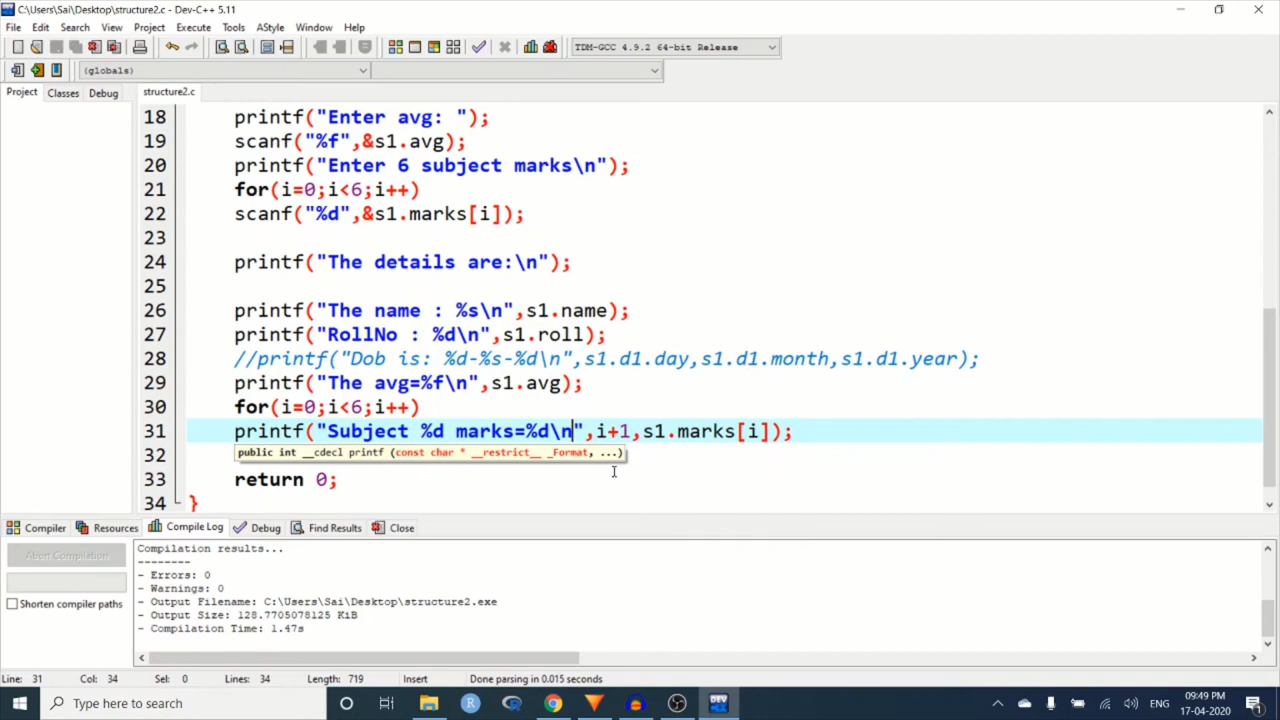 C:\Users\Sai\Desktop\structure2.c - Dev-C++ 5.11
File Edit Search View Project Execute Tools AStyle Window Help
TDM-GCC 4.9.2 64-bit Release
(globals)
Project Classes Debug structure2.c
18 printf("Enter avg: ");
19 scanf("%f",&s1.avg);
20 printf("Enter 6 subject marks\n");
21 for(i=0;i<6;i++)
22 scanf("%d",&s1.marks[i]);
23
24 printf("The details are:\n");
25
26 printf("The name : %s\n",s1.name);
27 printf("RollNo : %d\n",s1.roll);
28 //printf("Dob is: %d-%s-%d\n",s1.d1.day,s1.d1.month,s1.d1.year);
29 printf("The avg=%f\n",s1.avg);
30 for(i=0;i<6;i++)
31 printf("Subject %d marks=%d\n",i+1,s1.marks[i]);
32 public int __cdecl printf (const char * __restrict__ _Format, ...)
33 return 0;
34 }
Compiler Resources Compile Log Debug Find Results Close
Abort Compilation
Shorten compiler paths
Compilation results...
--------
- Errors: 0
- Warnings: 0
- Output Filename: C:\Users\Sai\Desktop\structure2.exe
- Output Size: 128.7705078125 KiB
- Compilation Time: 1.47s
Line: 31 Col: 34 Sel: 0 Lines: 34 Length: 719 Insert Done parsing in 0.015 seconds
Type here to search
ENG
09:49 PM
17-04-2020